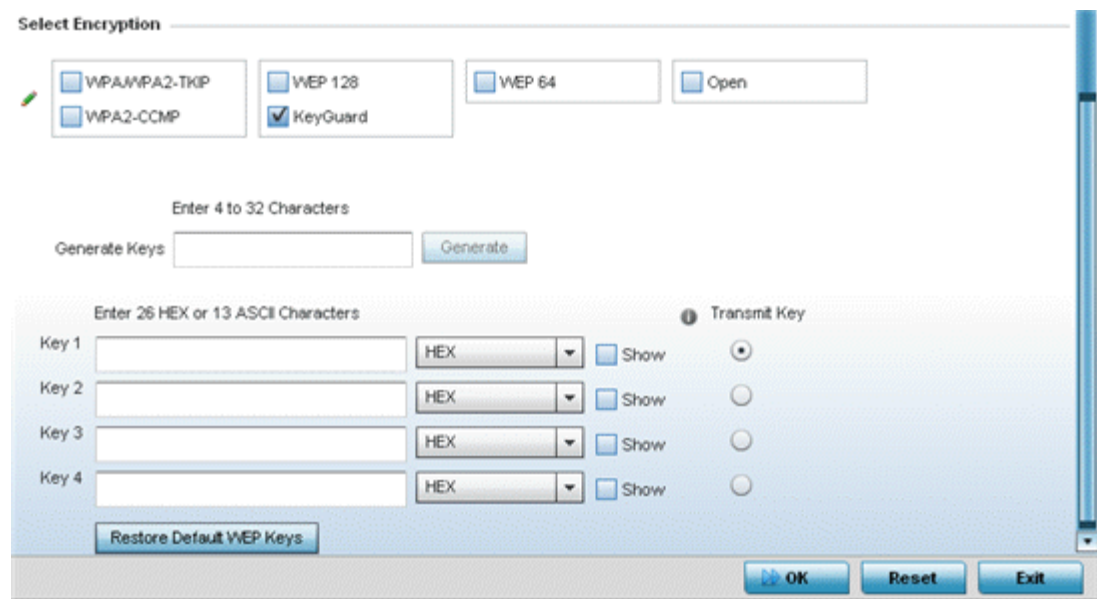 Select Encryption
WPA/WPA2-TKIP
WEP 128
WEP 64
Open
WPA2-CCMP
KeyGuard
Enter 4 to 32 Characters
Generate Keys
Generate
Enter 26 HEX or 13 ASCII Characters
Transmit Key
Key 1
HEX
Show
Key 2
HEX
Show
Key 3
HEX
Show
Key 4
HEX
Show
Restore Default WEP Keys
OK
Reset
Exit